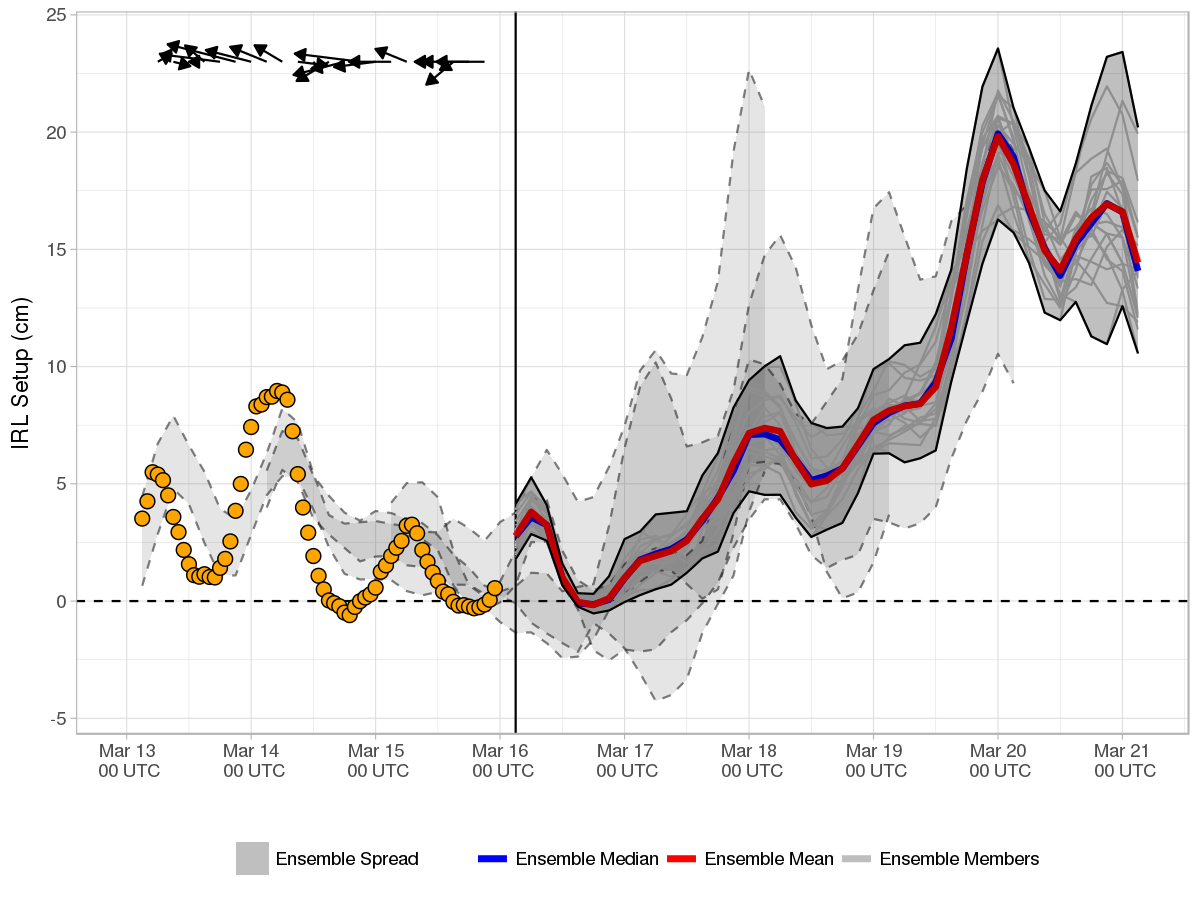 25
20
15
10
5
0
-5
IRL Setup (cm)
Mar 13 Mar 14 Mar 15 Mar 16 Mar 17 Mar 18 Mar 19 Mar 20 Mar 21
00 UTC 00 UTC 00 UTC 00 UTC 00 UTC 00 UTC 00 UTC 00 UTC 00 UTC
Ensemble Spread Ensemble Median Ensemble Mean Ensemble Members